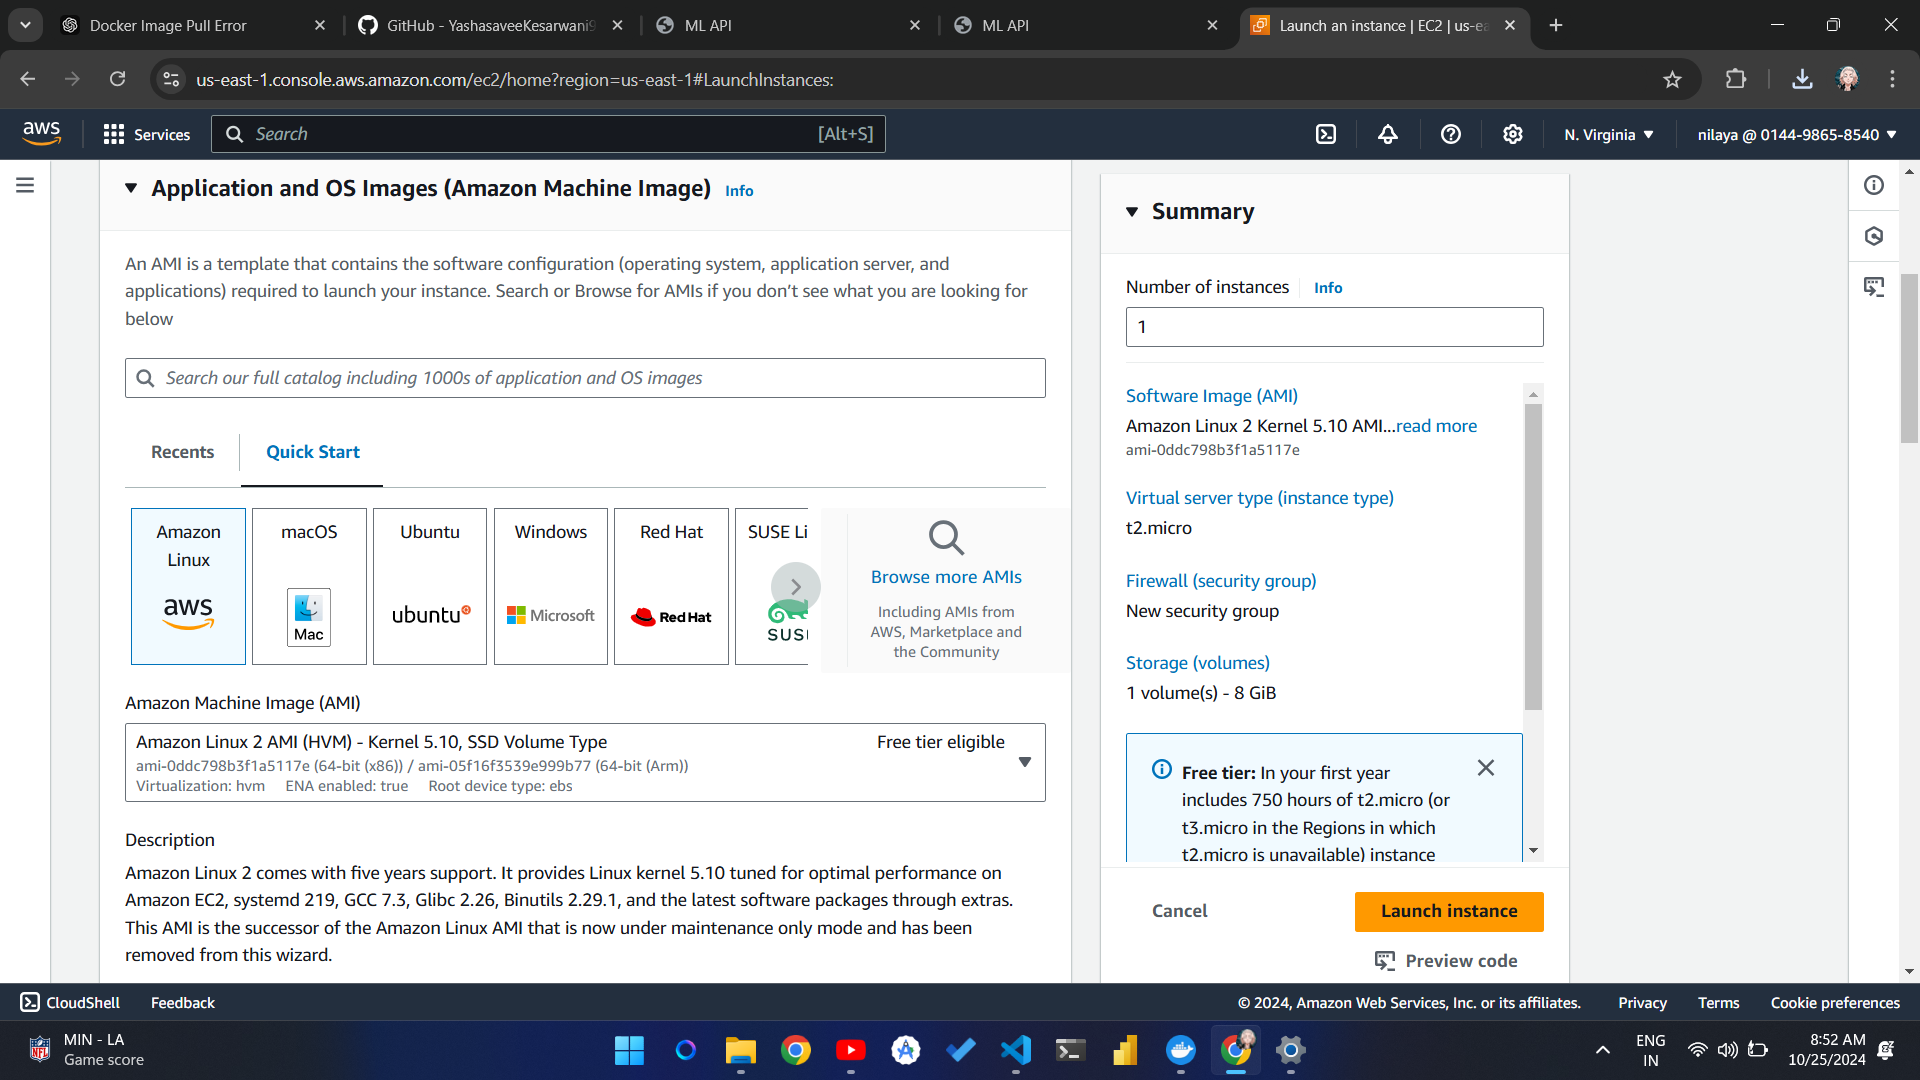 Docker Image Pull Error
GitHub - YashasaveeKesarwani9
ML API
ML API
Launch an instance | EC2 | us-ea
us-east-1.console.aws.amazon.com/ec2/home?region=us-east-1#LaunchInstances:
aws
Services
Search
[Alt+S]
N. Virginia
nilaya @ 0144-9865-8540
Application and OS Images (Amazon Machine Image) Info
An AMI is a template that contains the software configuration (operating system, application server, and
applications) required to launch your instance. Search or Browse for AMIs if you don’t see what you are looking for
below
Search our full catalog including 1000s of application and OS images
Recents
Quick Start
Amazon
Linux
aws
macOS
Mac
Ubuntu
ubuntu
Windows
Microsoft
Red Hat
Red Hat
SUSE Li
SUS
Browse more AMIs
Including AMIs from
AWS, Marketplace and
the Community
Amazon Machine Image (AMI)
Amazon Linux 2 AMI (HVM) - Kernel 5.10, SSD Volume Type
Free tier eligible
ami-0ddc798b3f1a5117e (64-bit (x86)) / ami-05f16f3539e999b77 (64-bit (Arm))
Virtualization: hvm ENA enabled: true Root device type: ebs
Description
Amazon Linux 2 comes with five years support. It provides Linux kernel 5.10 tuned for optimal performance on
Amazon EC2, systemd 219, GCC 7.3, Glibc 2.26, Binutils 2.29.1, and the latest software packages through extras.
This AMI is the successor of the Amazon Linux AMI that is now under maintenance only mode and has been
removed from this wizard.
Summary
Number of instances Info
1
Software Image (AMI)
Amazon Linux 2 Kernel 5.10 AMI...read more
ami-0ddc798b3f1a5117e
Virtual server type (instance type)
t2.micro
Firewall (security group)
New security group
Storage (volumes)
1 volume(s) - 8 GiB
Free tier: In your first year
includes 750 hours of t2.micro (or
t3.micro in the Regions in which
t2.micro is unavailable) instance
Cancel
Launch instance
Preview code
CloudShell
Feedback
© 2024, Amazon Web Services, Inc. or its affiliates.
Privacy
Terms
Cookie preferences
MIN - LA
Game score
ENG
IN
8:52 AM
10/25/2024